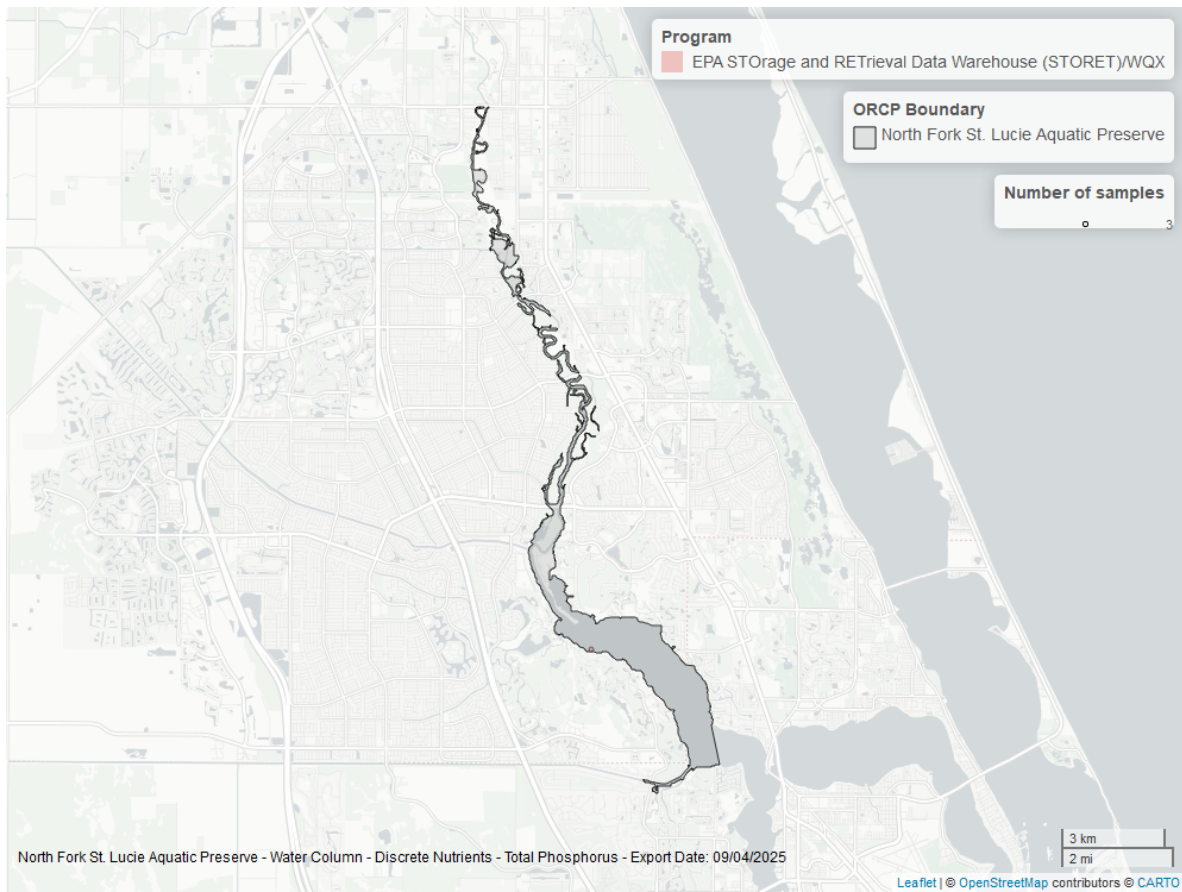 Program
EPA STOrage and RETrieval Data Warehouse (STORET)/WQX
ORCP Boundary
North Fork St. Lucie Aquatic Preserve
Number of samples
3
3 km
2 mi
North Fork St. Lucie Aquatic Preserve - Water Column - Discrete Nutrients - Total Phosphorus - Export Date: 09/04/2025
Leaflet | © OpenStreetMap contributors © CARTO